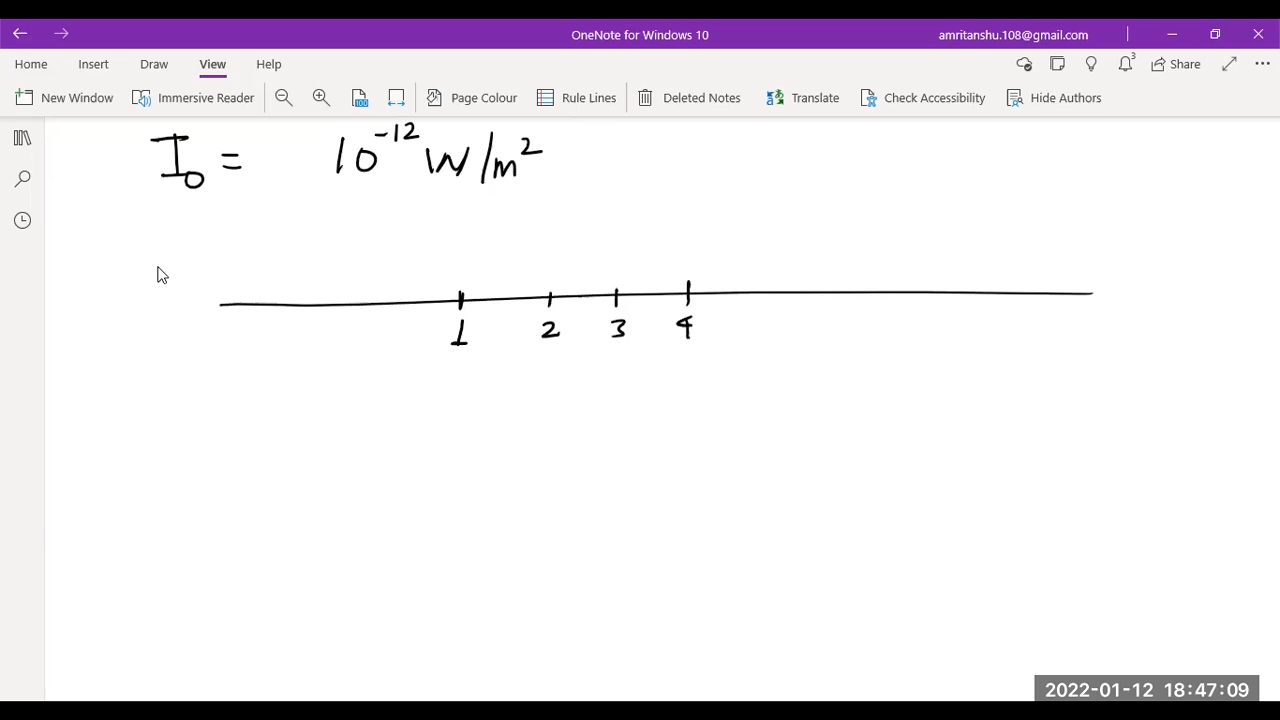 OneNote for Windows 10
amritanshu.108@gmail.com
Home Insert Draw View Help
3 Share
New Window Immersive Reader 100 Page Colour Rule Lines Deleted Notes Translate Check Accessibility Hide Authors
I₀ = 10⁻¹² W/m²
1 2 3 4
2022-01-12 18:47:09